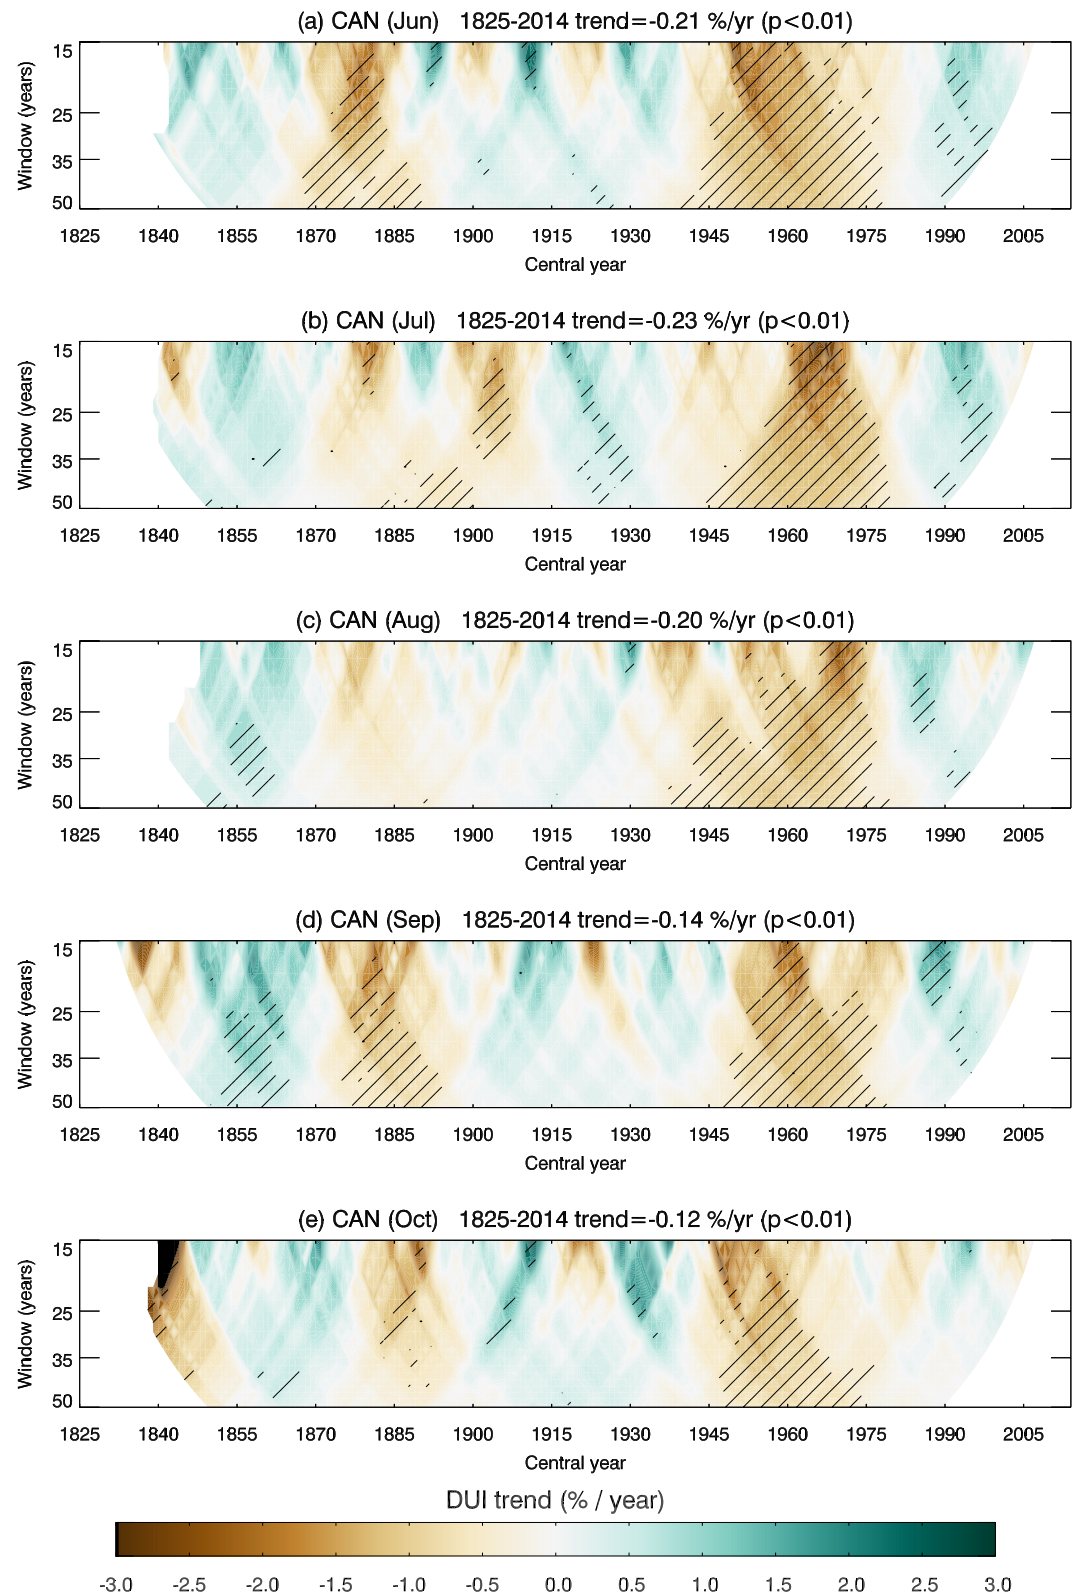 (a) CAN (Jun) 1825-2014 trend=-0.21 %/yr (p<0.01)
15
25
35
50
Window (years)
1825 1840 1855 1870 1885 1900 1915 1930 1945 1960 1975 1990 2005
Central year
(b) CAN (Jul) 1825-2014 trend=-0.23 %/yr (p<0.01)
15
25
35
50
Window (years)
1825 1840 1855 1870 1885 1900 1915 1930 1945 1960 1975 1990 2005
Central year
(c) CAN (Aug) 1825-2014 trend=-0.20 %/yr (p<0.01)
15
25
35
50
Window (years)
1825 1840 1855 1870 1885 1900 1915 1930 1945 1960 1975 1990 2005
Central year
(d) CAN (Sep) 1825-2014 trend=-0.14 %/yr (p<0.01)
15
25
35
50
Window (years)
1825 1840 1855 1870 1885 1900 1915 1930 1945 1960 1975 1990 2005
Central year
(e) CAN (Oct) 1825-2014 trend=-0.12 %/yr (p<0.01)
15
25
35
50
Window (years)
1825 1840 1855 1870 1885 1900 1915 1930 1945 1960 1975 1990 2005
Central year
DUI trend (% / year)
-3.0 -2.5 -2.0 -1.5 -1.0 -0.5 0.0 0.5 1.0 1.5 2.0 2.5 3.0